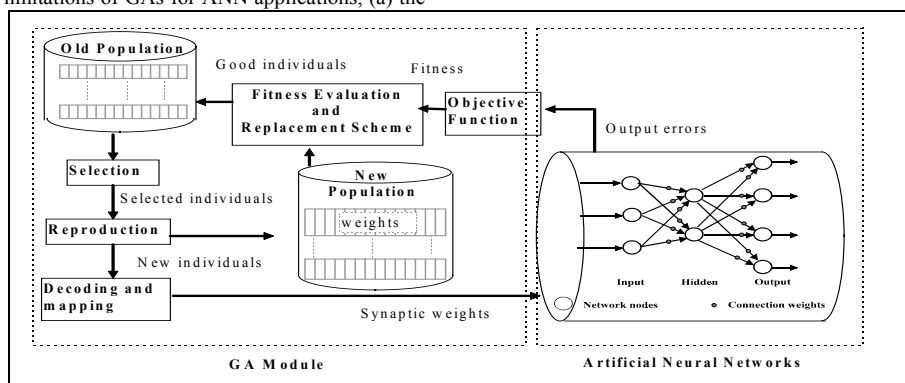 mitations of GAs for ANN applications, (a) the
Old Population
Good individuals
Fitness
Fitness Evaluation
and
Replacement Scheme
Objective
Function
Output errors
Selection
New
Population
Selected individuals
weights
Reproduction
New individuals
Decoding and
mapping
Synaptic weights
Input Hidden Output
Network nodes Connection weights
GA Module
Artificial Neural Networks